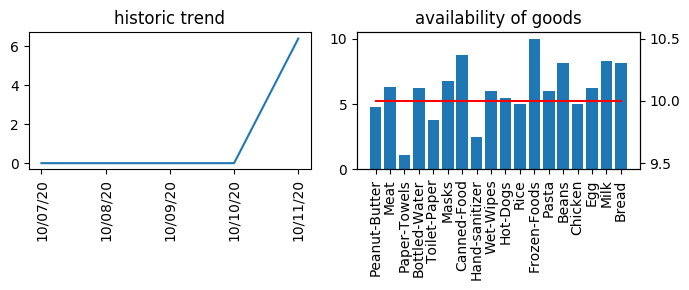 historic trend
6
4
2
0
10/07/20
10/08/20
10/09/20
10/10/20
10/11/20
availability of goods
10
5
0
10.5
10.0
9.5
Peanut-Butter
Meat
Paper-Towels
Bottled-Water
Toilet-Paper
Masks
Canned-Food
Hand-sanitizer
Wet-Wipes
Hot-Dogs
Rice
Frozen-Foods
Pasta
Beans
Chicken
Egg
Milk
Bread